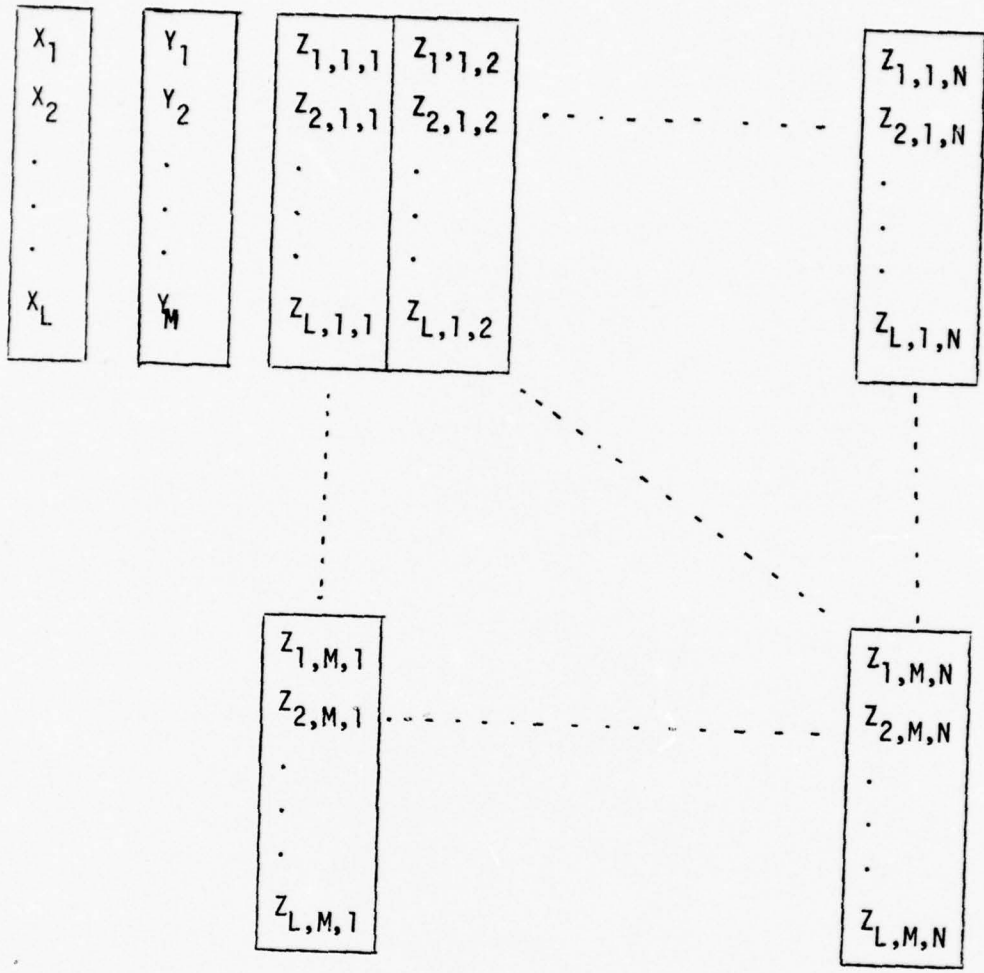 X1 Y1 Z1,1,1 Z1,1,2 Z1,1,N
X2 Y2 Z2,1,1 Z2,1,2 Z2,1,N
. . . . .
. . . . .
. . . . .
XL YM ZL,1,1 ZL,1,2 ZL,1,N
Z1,M,1 Z1,M,N
Z2,M,1 Z2,M,N
. .
. .
. .
ZL,M,1 ZL,M,N